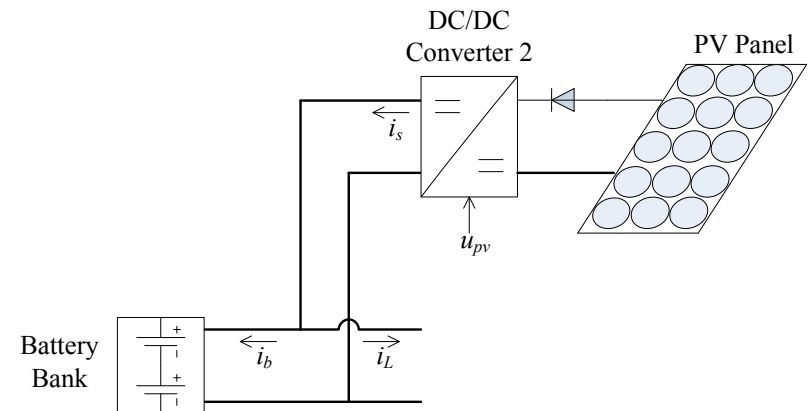 DC/DC
Converter 2
PV Panel
i_s
u_pv
Battery
Bank
i_b
i_L
+
+